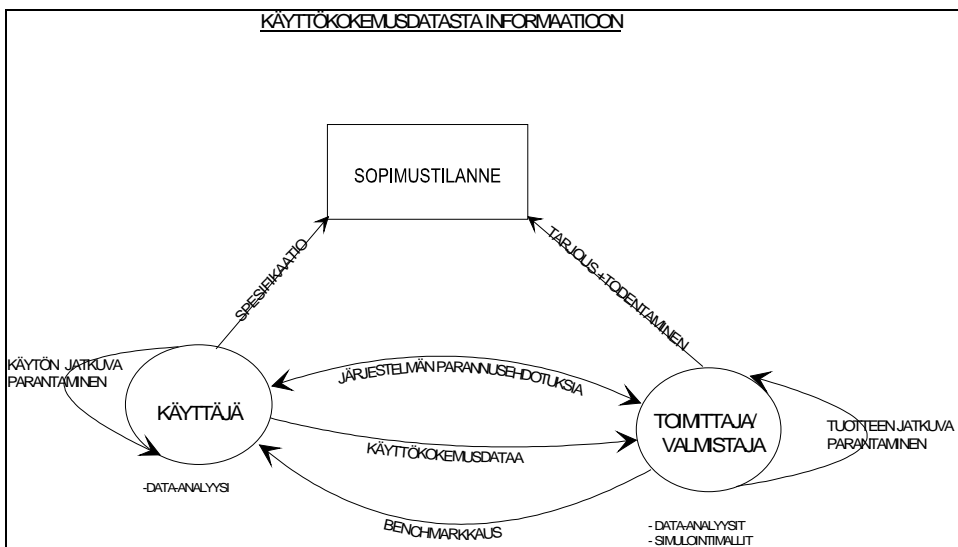 KÄYTTÖKOKEMUSDATASTA INFORMAATIOON
SOPIMUSTILANNE
SPESIFIKAATIO
TARJOUS +TODENTAMINEN
KÄYTÖN JATKUVA
PARANTAMINEN
JÄRJESTELMÄN PARANNUSEHDOTUKSIA
KÄYTTÄJÄ
TOIMITTAJA/
VALMISTAJA
TUOTTEEN JATKUVA
PARANTAMINEN
KÄYTTÖKOKEMUSDATAA
-DATA-ANALYYSI
BENCHMARKKAUS
- DATA-ANALYYSIT
- SIMULOINTIMALLIT